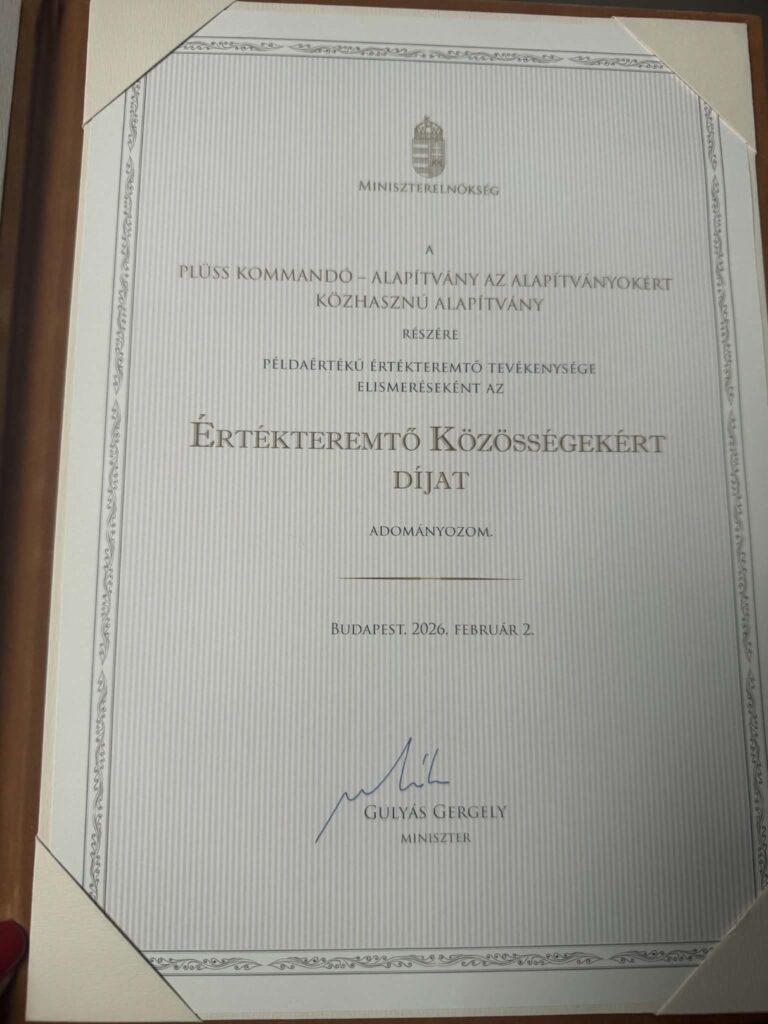 MINISZTERELNÖKSÉG
A
PLÜSS KOMMANDÓ – ALAPÍTVÁNY AZ ALAPÍTVÁNYOKÉRT
KÖZHASZNÚ ALAPÍTVÁNY
RÉSZÉRE
PÉLDAÉRTÉKŰ ÉRTÉKTEREMTŐ TEVÉKENYSÉGE
ELISMERÉSEKÉNT AZ
ÉRTÉKTEREMTŐ KÖZÖSSÉGEKÉRT
DÍJAT
ADOMÁNYOZOM.
BUDAPEST, 2026. FEBRUÁR 2.
GULYÁS GERGELY
MINISZTER